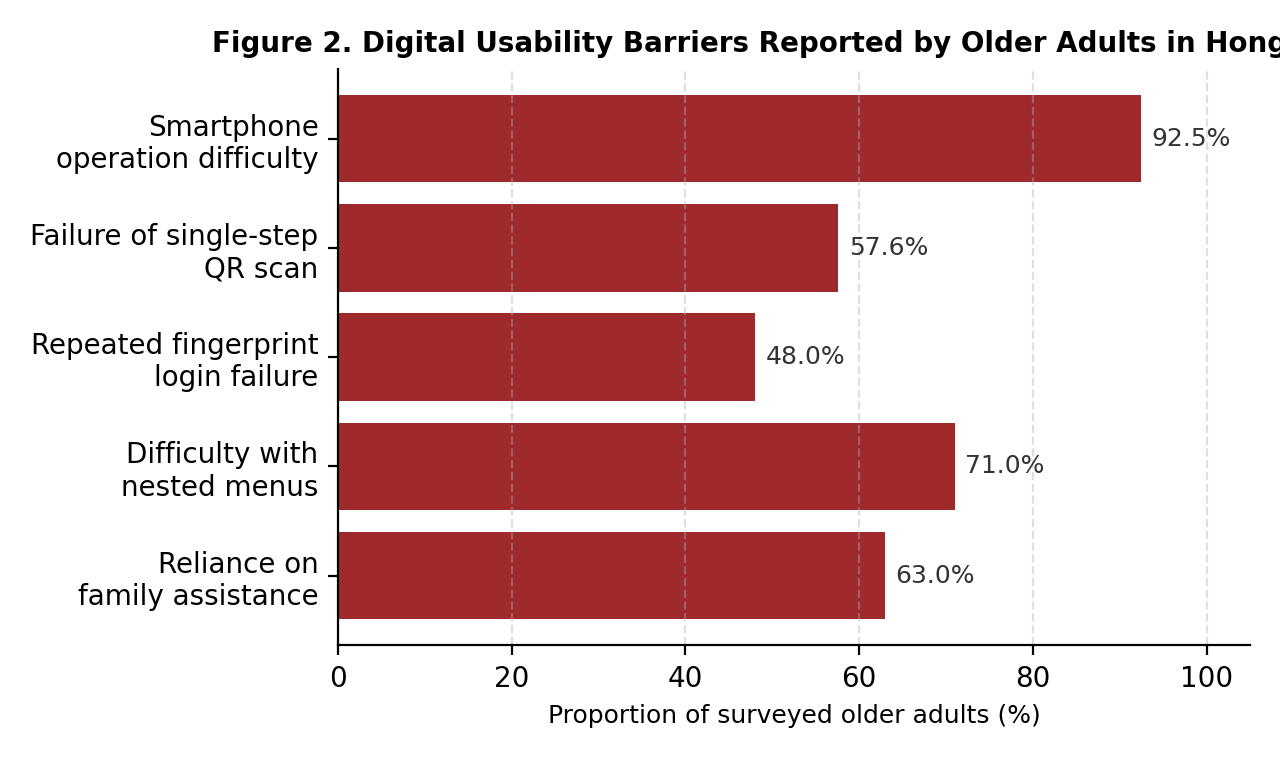 Figure 2. Digital Usability Barriers Reported by Older Adults in Hong
Smartphone
operation difficulty
92.5%
Failure of single-step
QR scan
57.6%
Repeated fingerprint
login failure
48.0%
Difficulty with
nested menus
71.0%
Reliance on
family assistance
63.0%
0 20 40 60 80 100
Proportion of surveyed older adults (%)